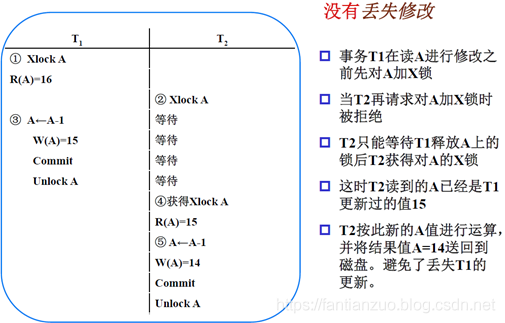 没有丢失修改
T1 T2
① Xlock A
R(A)=16
② Xlock A
③ A←A-1 等待
W(A)=15 等待
Commit 等待
Unlock A 等待
④获得Xlock A
R(A)=15
⑤ A←A-1
W(A)=14
Commit
Unlock A
事务T1在读A进行修改之
前先对A加X锁
当T2再请求对A加X锁时
被拒绝
T2只能等待T1释放A上的
锁后T2获得对A的X锁
这时T2读到的A已经是T1
更新过的值15
T2按此新的A值进行运算，
并将结果值A=14送回到
磁盘。避免了丢失T1的
更新。
https://fantianzuo.blog.csdn.net